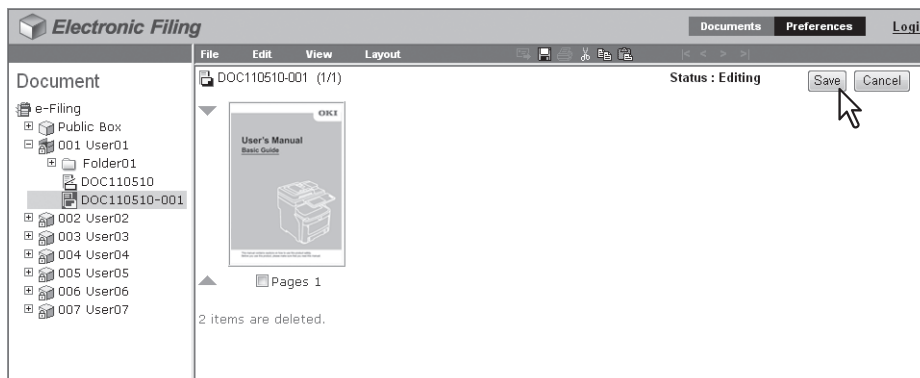 Electronic Filing
Documents Preferences Logi
File Edit View Layout |< < > >|
Document
DOC110510-001 (1/1) Status : Editing Save Cancel
e-Filing
Public Box
001 User01
Folder01
DOC110510
DOC110510-001
002 User02
003 User03
004 User04
005 User05
006 User06
007 User07
OKI
User's Manual
Basic Guide
Pages 1
2 items are deleted.